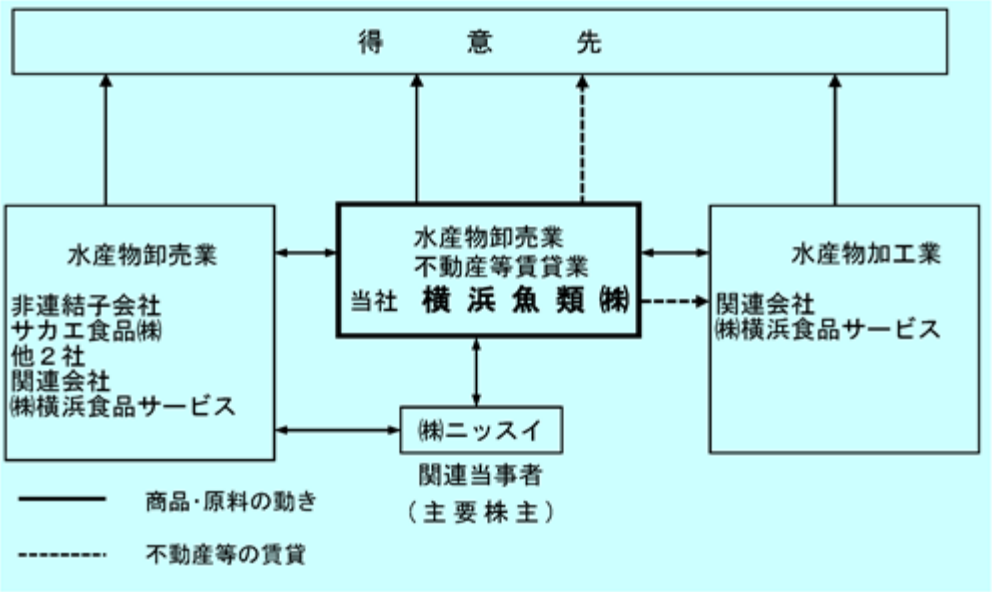 得意先
水産物卸売業
非連結子会社
サカエ食品㈱
他２社
関連会社
㈱横浜食品サービス
水産物卸売業
不動産等賃貸業
当社 横浜魚類㈱
水産物加工業
関連会社
㈱横浜食品サービス
㈱ニッスイ
関連当事者
（主要株主）
商品・原料の動き
不動産等の賃貸